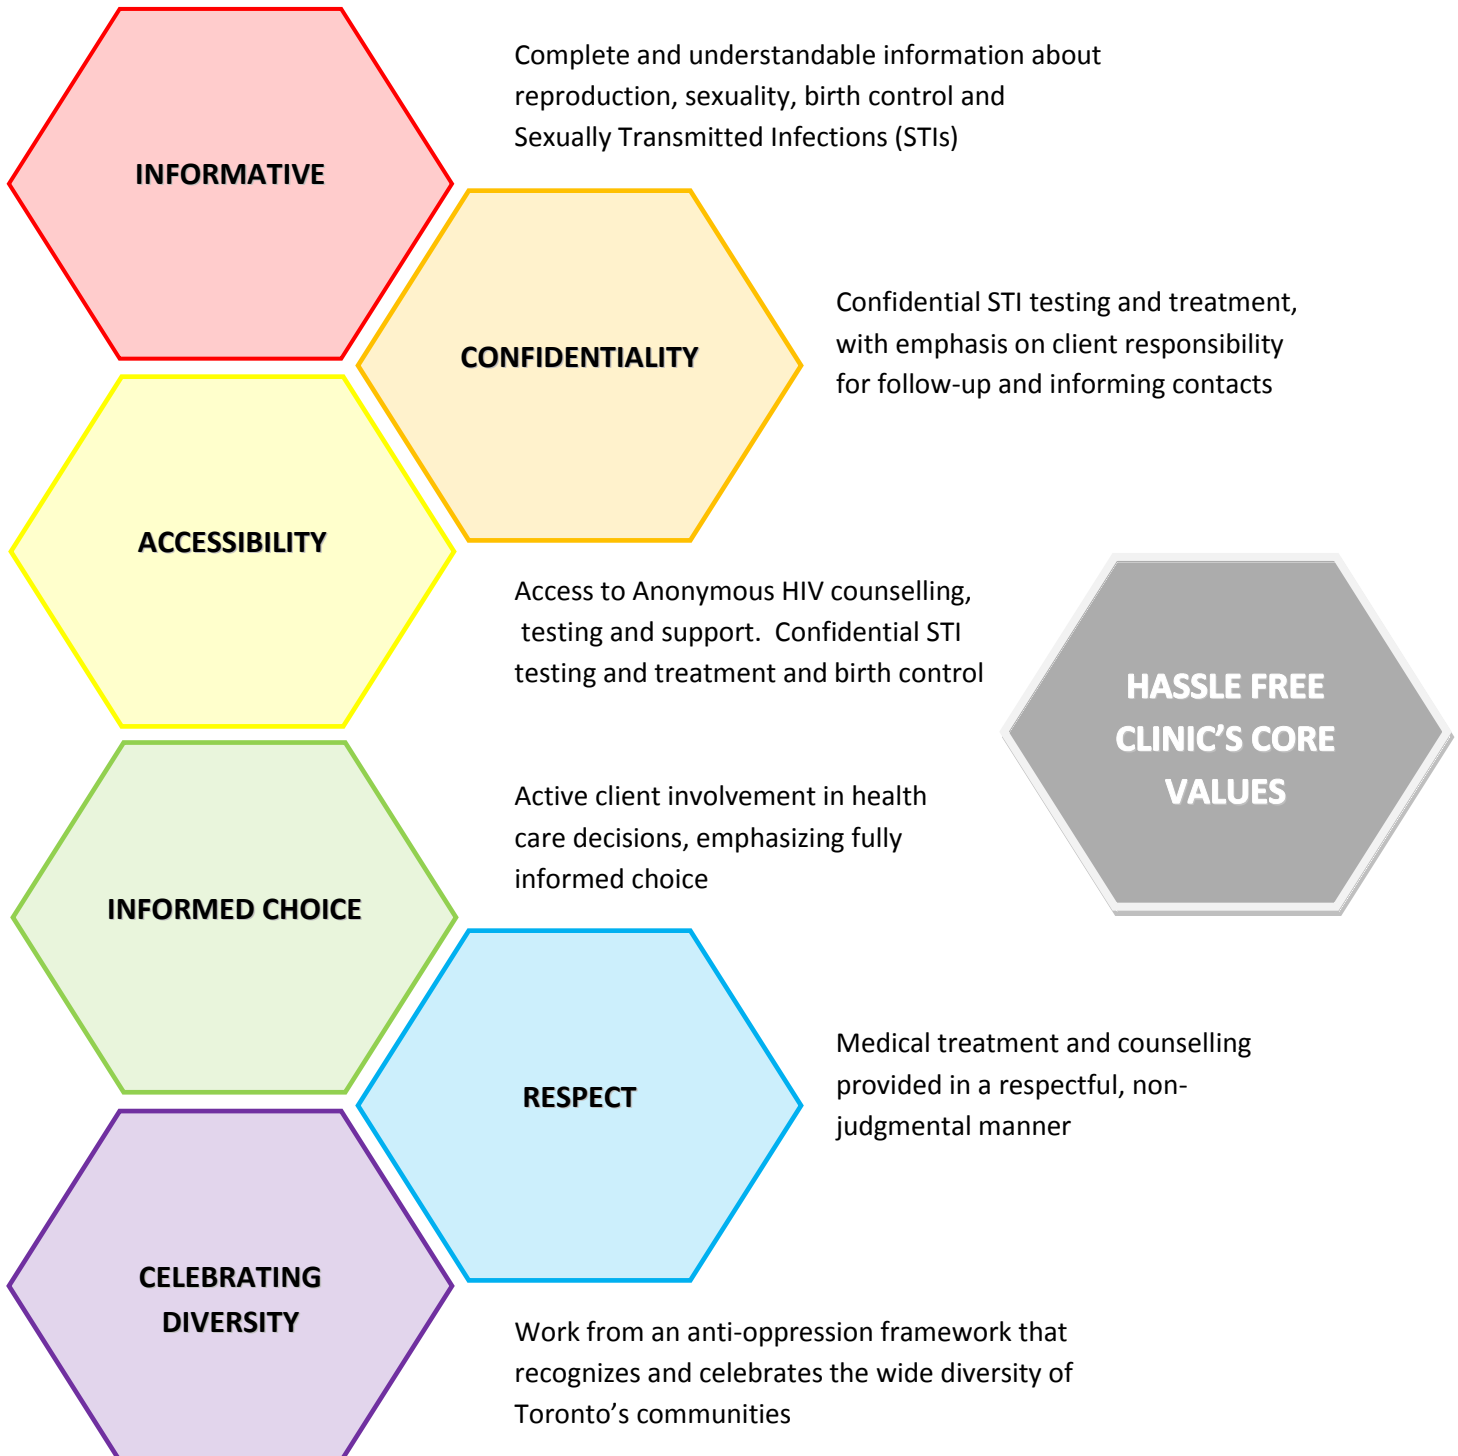 INFORMATIVE
Complete and understandable information about
reproduction, sexuality, birth control and
Sexually Transmitted Infections (STIs)
CONFIDENTIALITY
Confidential STI testing and treatment,
with emphasis on client responsibility
for follow-up and informing contacts
ACCESSIBILITY
Access to Anonymous HIV counselling,
testing and support.  Confidential STI
testing and treatment and birth control
HASSLE FREE
CLINIC’S CORE
VALUES
INFORMED CHOICE
Active client involvement in health
care decisions, emphasizing fully
informed choice
RESPECT
Medical treatment and counselling
provided in a respectful, non-
judgmental manner
CELEBRATING
DIVERSITY
Work from an anti-oppression framework that
recognizes and celebrates the wide diversity of
Toronto’s communities